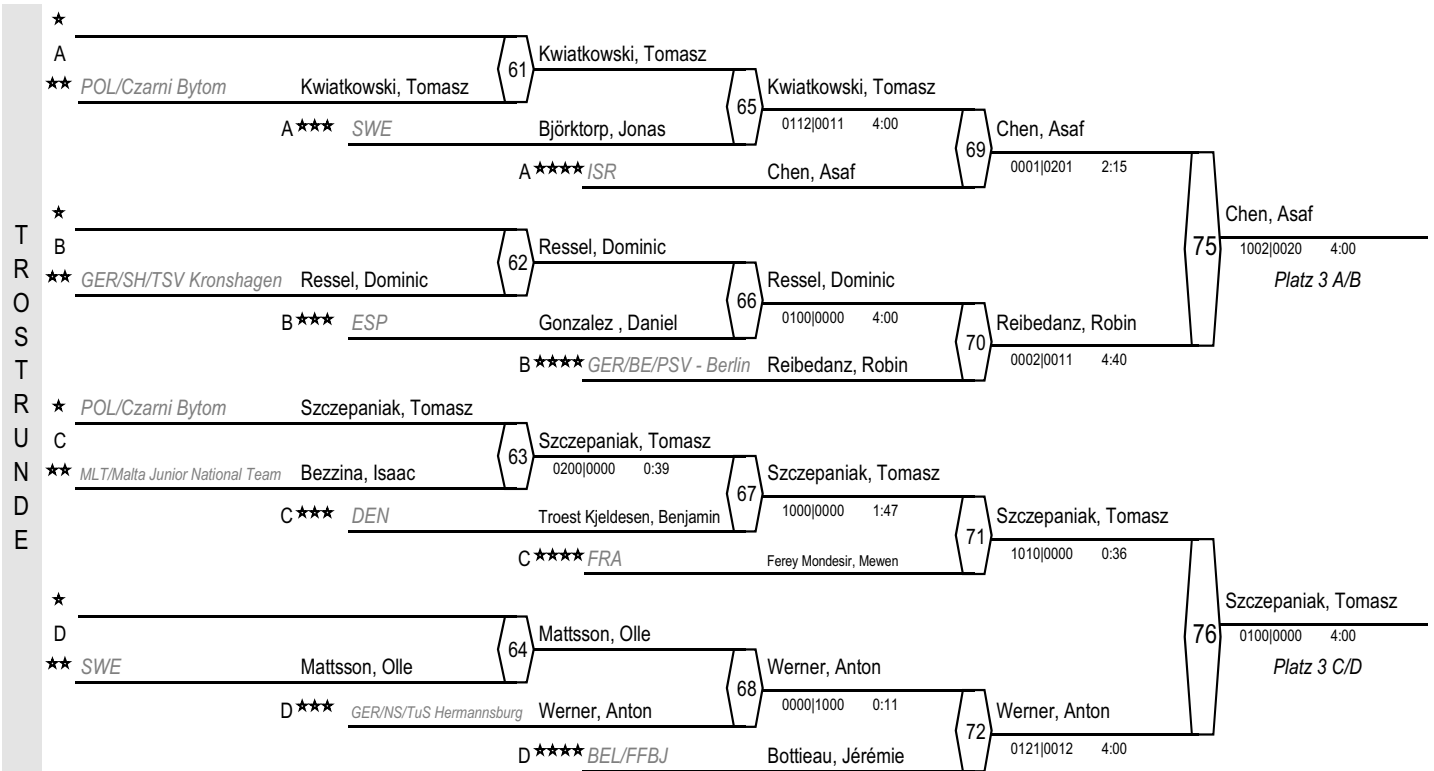 TROSTRUNDE
★
A
61
Kwiatkowski, Tomasz
★★ POL/Czarni Bytom Kwiatkowski, Tomasz
65
Kwiatkowski, Tomasz
0112|0011 4:00
A ★★★ SWE Björktorp, Jonas
69
Chen, Asaf
0001|0201 2:15
A ★★★★ ISR Chen, Asaf
75
Chen, Asaf
1002|0020 4:00
Platz 3 A/B
★
B
62
Ressel, Dominic
★★ GER/SH/TSV Kronshagen Ressel, Dominic
66
Ressel, Dominic
0100|0000 4:00
B ★★★ ESP Gonzalez , Daniel
70
Reibedanz, Robin
0002|0011 4:40
B ★★★★ GER/BE/PSV - Berlin Reibedanz, Robin
★ POL/Czarni Bytom Szczepaniak, Tomasz
C
63
Szczepaniak, Tomasz
0200|0000 0:39
★★ MLT/Malta Junior National Team Bezzina, Isaac
67
Szczepaniak, Tomasz
1000|0000 1:47
C ★★★ DEN Troest Kjeldesen, Benjamin
71
Szczepaniak, Tomasz
1010|0000 0:36
C ★★★★ FRA Ferey Mondesir, Mewen
76
Szczepaniak, Tomasz
0100|0000 4:00
Platz 3 C/D
★
D
64
Mattsson, Olle
★★ SWE Mattsson, Olle
68
Werner, Anton
0000|1000 0:11
D ★★★ GER/NS/TuS Hermannsburg Werner, Anton
72
Werner, Anton
0121|0012 4:00
D ★★★★ BEL/FFBJ Bottieau, Jérémie